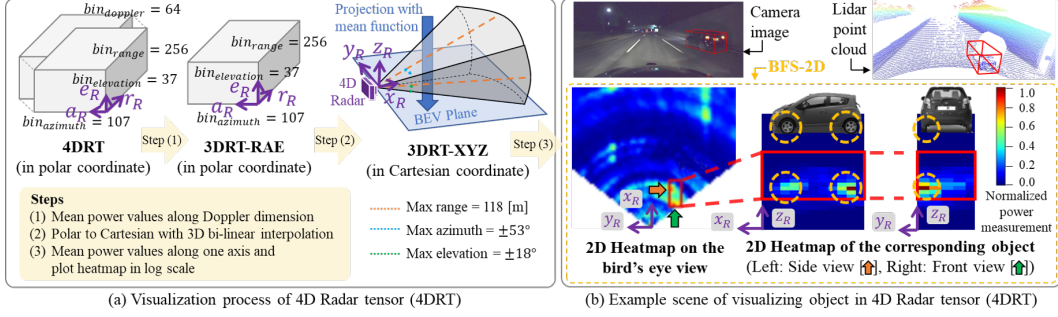 bin_doppler = 64
bin_range = 256
bin_elevation = 37
e_R
r_R
a_R
bin_azimuth = 107
4DRT
(in polar coordinate)
Step (1)
bin_range = 256
bin_elevation = 37
e_R
r_R
a_R
bin_azimuth = 107
3DRT-RAE
(in polar coordinate)
Step (2)
Projection with
mean function
y_R
z_R
x_R
4D
Radar
BEV Plane
3DRT-XYZ
(in Cartesian coordinate)
Step (3)
Steps
(1) Mean power values along Doppler dimension
(2) Polar to Cartesian with 3D bi-linear interpolation
(3) Mean power values along one axis and
plot heatmap in log scale
Max range = 118 [m]
Max azimuth = ±53°
Max elevation = ±18°
(a) Visualization process of 4D Radar tensor (4DRT)
Camera
image
Lidar
point
cloud
BFS-2D
x_R
y_R
x_R
z_R
y_R
z_R
1.0
0.8
0.6
0.4
0.2
0.0
Normalized
power
measurement
2D Heatmap on the
bird's eye view
2D Heatmap of the corresponding object
(Left: Side view [⬆], Right: Front view [⬆])
(b) Example scene of visualizing object in 4D Radar tensor (4DRT)